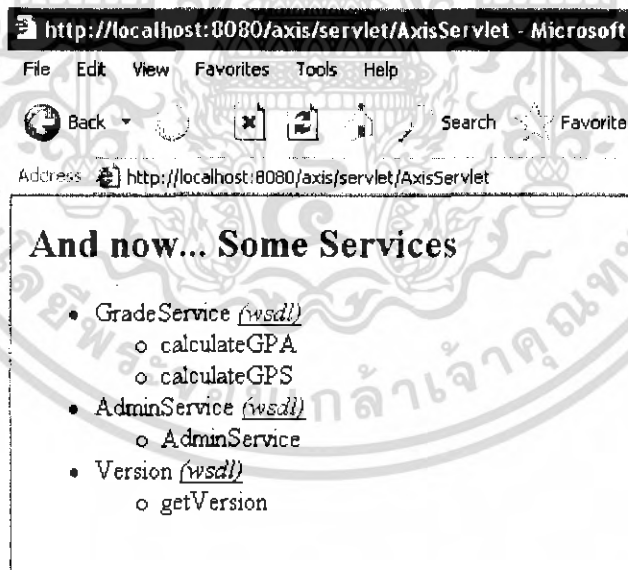 http://localhost:8080/axis/servlet/AxisServlet - Microsoft
File Edit View Favorites Tools Help
Back Search Favorite
Address http://localhost:8080/axis/servlet/AxisServlet
And now... Some Services
GradeService (wsdl)
calculateGPA
calculateGPS
AdminService (wsdl)
AdminService
Version (wsdl)
getVersion